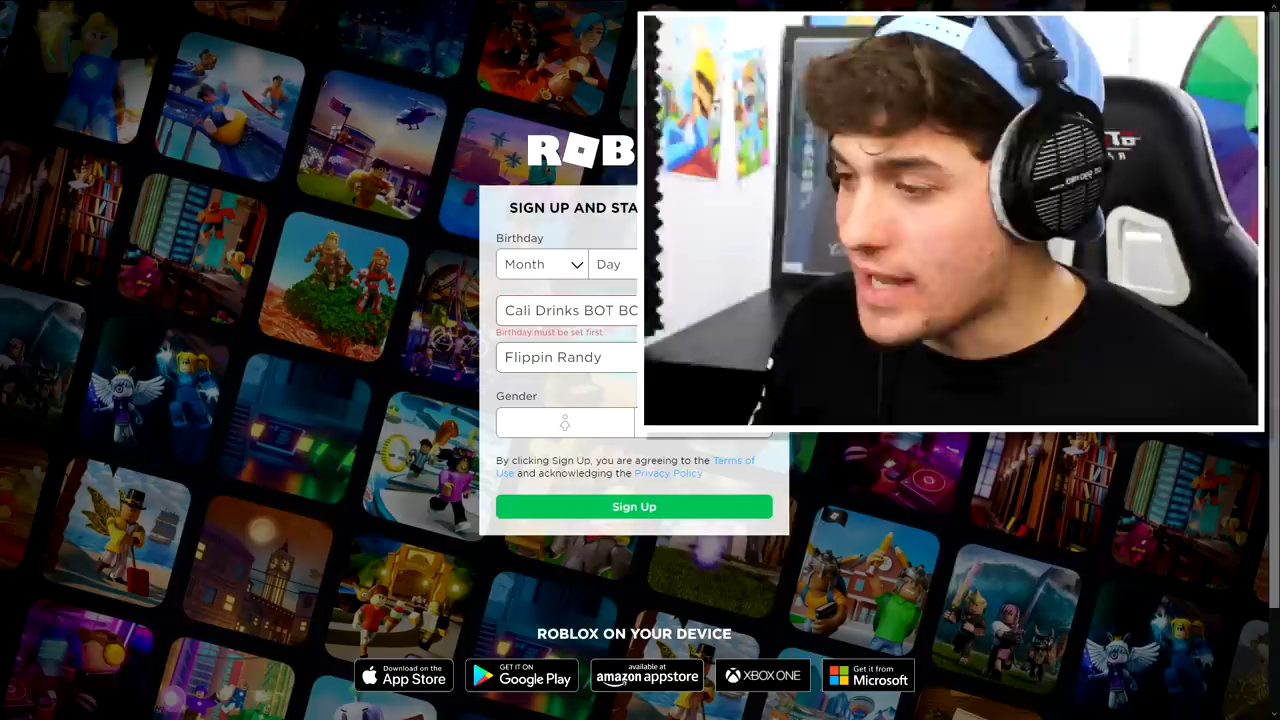 ROB
SIGN UP AND STA
Birthday
Month
Day
Cali Drinks BOT BO
Birthday must be set first.
Flippin Randy
Gender
By clicking Sign Up, you are agreeing to the Terms of
Use and acknowledging the Privacy Policy
Sign Up
ROBLOX ON YOUR DEVICE
Download on the
App Store
GET IT ON
Google Play
available at
amazon appstore
XBOX ONE
Get it from
Microsoft